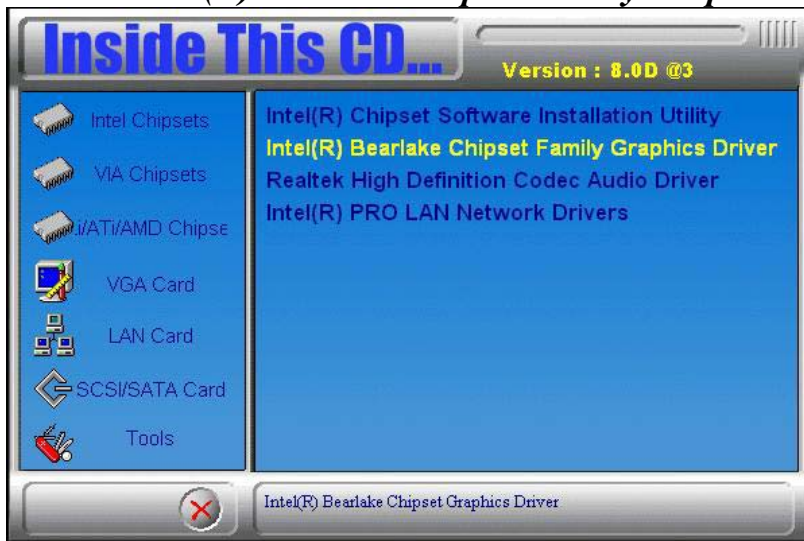 Inside This CD...
Version : 8.0D @3
Intel Chipsets
VIA Chipsets
i/ATi/AMD Chipse
VGA Card
LAN Card
SCSI/SATA Card
Tools
Intel(R) Chipset Software Installation Utility
Intel(R) Bearlake Chipset Family Graphics Driver
Realtek High Definition Codec Audio Driver
Intel(R) PRO LAN Network Drivers
Intel(R) Bearlake Chipset Graphics Driver